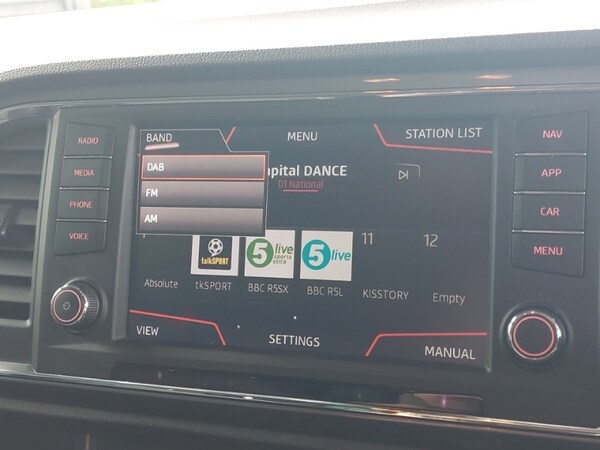 RADIO
MEDIA
PHONE
VOICE
BAND
MENU
STATION LIST
DAB
FM
AM
apital DANCE
D1 National
talkSPORT
5 live
sports
extra
5 live
11
12
Absolute
tkSPORT
BBC R5SX
BBC R5L
KISSTORY
Empty
VIEW
SETTINGS
MANUAL
NAV
APP
CAR
MENU